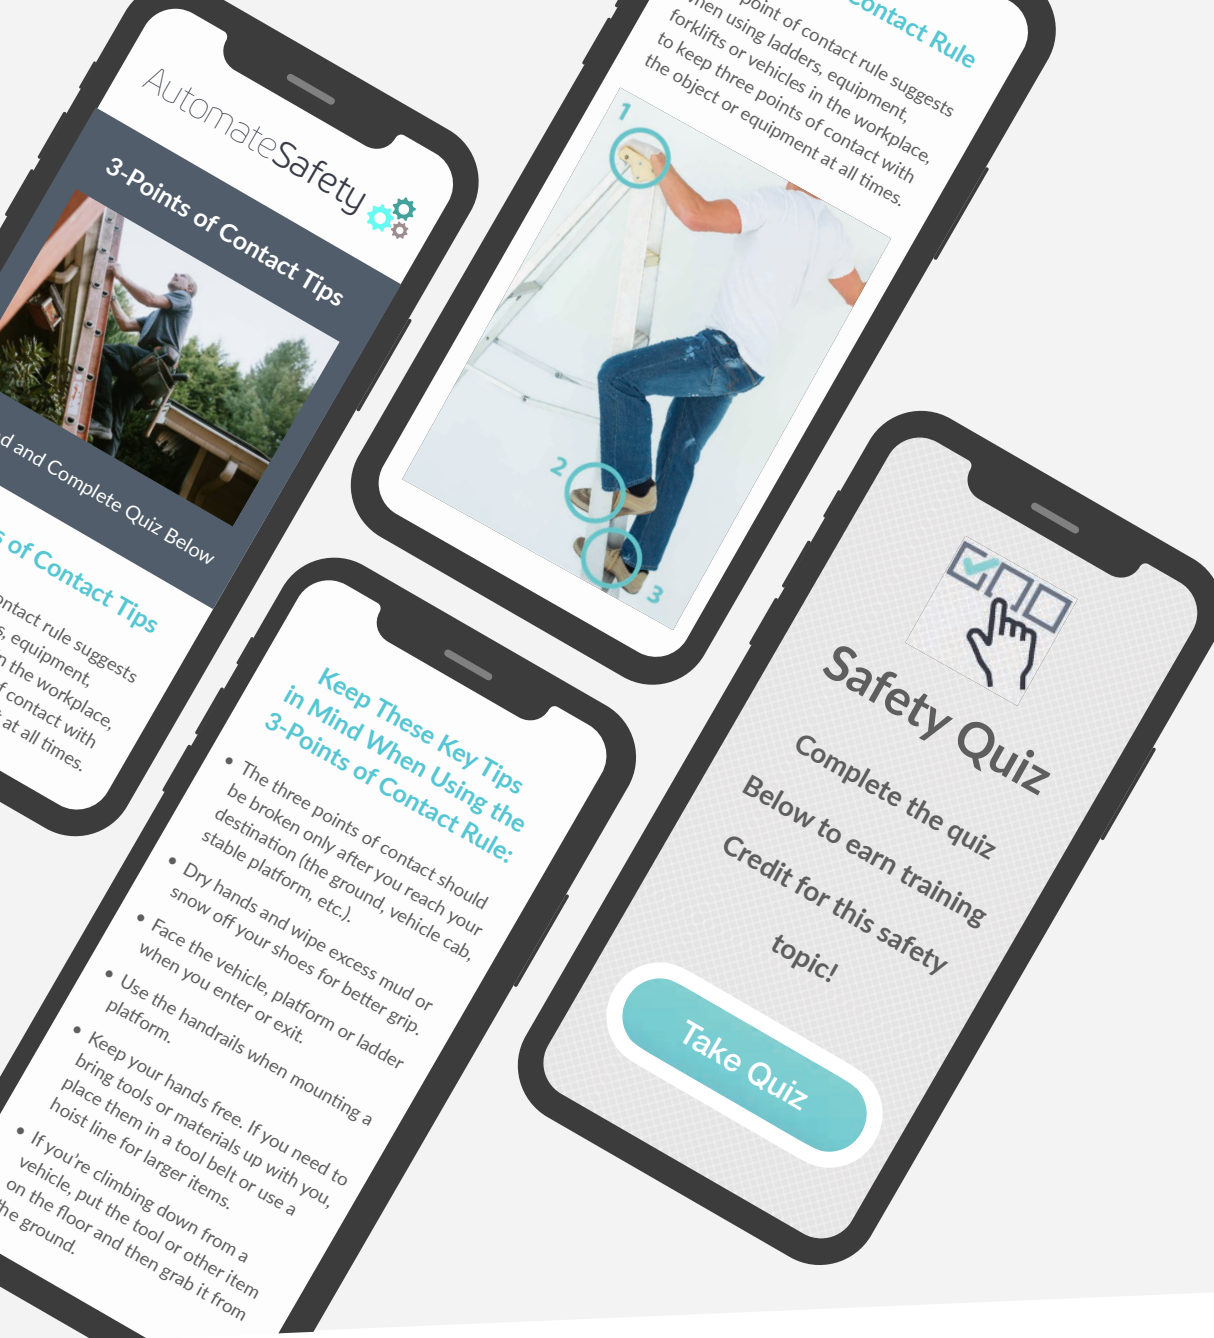 AutomateSafety
3-Points of Contact Tips
and Complete Quiz Below
of Contact Tips
contact rule suggests
equipment,
the workplace,
of contact with
at all times.
Contact Rule
point of contact rule suggests
when using ladders, equipment,
forklifts or vehicles in the workplace,
to keep three points of contact with
the object or equipment at all times.
1
2
3
Keep These Key Tips
in Mind When Using the
3-Points of Contact Rule:
• The three points of contact should
be broken only after you reach your
destination (the ground, vehicle cab,
stable platform, etc.).
• Dry hands and wipe excess mud or
snow off your shoes for better grip.
• Face the vehicle, platform or ladder
when you enter or exit.
• Use the handrails when mounting a
platform.
• Keep your hands free. If you need to
bring tools or materials up with you,
place them in a tool belt or use a
hoist line for larger items.
• If you're climbing down from a
vehicle, put the tool or other item
on the floor and then grab it from
the ground.
Safety Quiz
Complete the quiz
Below to earn training
Credit for this safety
topic!
Take Quiz